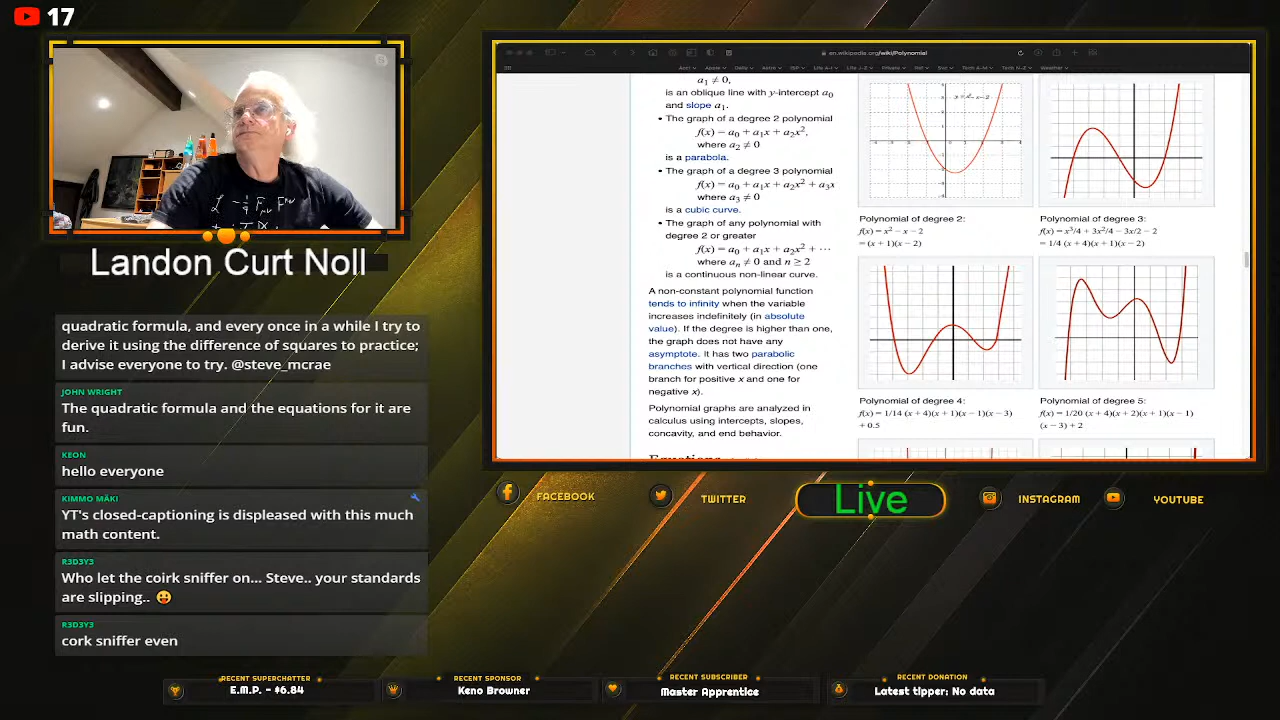 17
Landon Curt Noll
quadratic formula, and every once in a while I try to
derive it using the difference of squares to practice;
I advise everyone to try. @steve_mcrae
JOHN WRIGHT
The quadratic formula and the equations for it are
fun.
KEON
hello everyone
KIMMO MÄKI
YT's closed-captioning is displeased with this much
math content.
R3D3Y3
Who let the coirk sniffer on... Steve.. your standards
are slipping.. 😛
R3D3Y3
cork sniffer even
en.wikipedia.org/wiki/Polynomial
a₁ ≠ 0,
is an oblique line with y-intercept a₀
and slope a₁.
• The graph of a degree 2 polynomial
f(x) = a₀ + a₁x + a₂x²,
where a₂ ≠ 0
is a parabola.
• The graph of a degree 3 polynomial
f(x) = a₀ + a₁x + a₂x² + a₃x
where a₃ ≠ 0
is a cubic curve.
• The graph of any polynomial with
degree 2 or greater
f(x) = a₀ + a₁x + a₂x² + ⋯
where aₙ ≠ 0 and n ≥ 2
is a continuous non-linear curve.
A non-constant polynomial function
tends to infinity when the variable
increases indefinitely (in absolute
value). If the degree is higher than one,
the graph does not have any
asymptote. It has two parabolic
branches with vertical direction (one
branch for positive x and one for
negative x).
Polynomial graphs are analyzed in
calculus using intercepts, slopes,
concavity, and end behavior.
y = x² − x − 2
Polynomial of degree 2:
f(x) = x² − x − 2
= (x + 1)(x − 2)
Polynomial of degree 3:
f(x) = x³/4 + 3x²/4 − 3x/2 − 2
= 1/4 (x + 4)(x + 1)(x − 2)
Polynomial of degree 4:
f(x) = 1/14 (x + 4)(x + 1)(x − 1)(x − 3)
+ 0.5
Polynomial of degree 5:
f(x) = 1/20 (x + 4)(x + 2)(x + 1)(x − 1)
(x − 3) + 2
FACEBOOK
TWITTER
Live
INSTAGRAM
YOUTUBE
RECENT SUPERCHATTER
E.M.P. - $6.84
RECENT SPONSOR
Keno Browner
RECENT SUBSCRIBER
Master Apprentice
RECENT DONATION
Latest tipper: No data